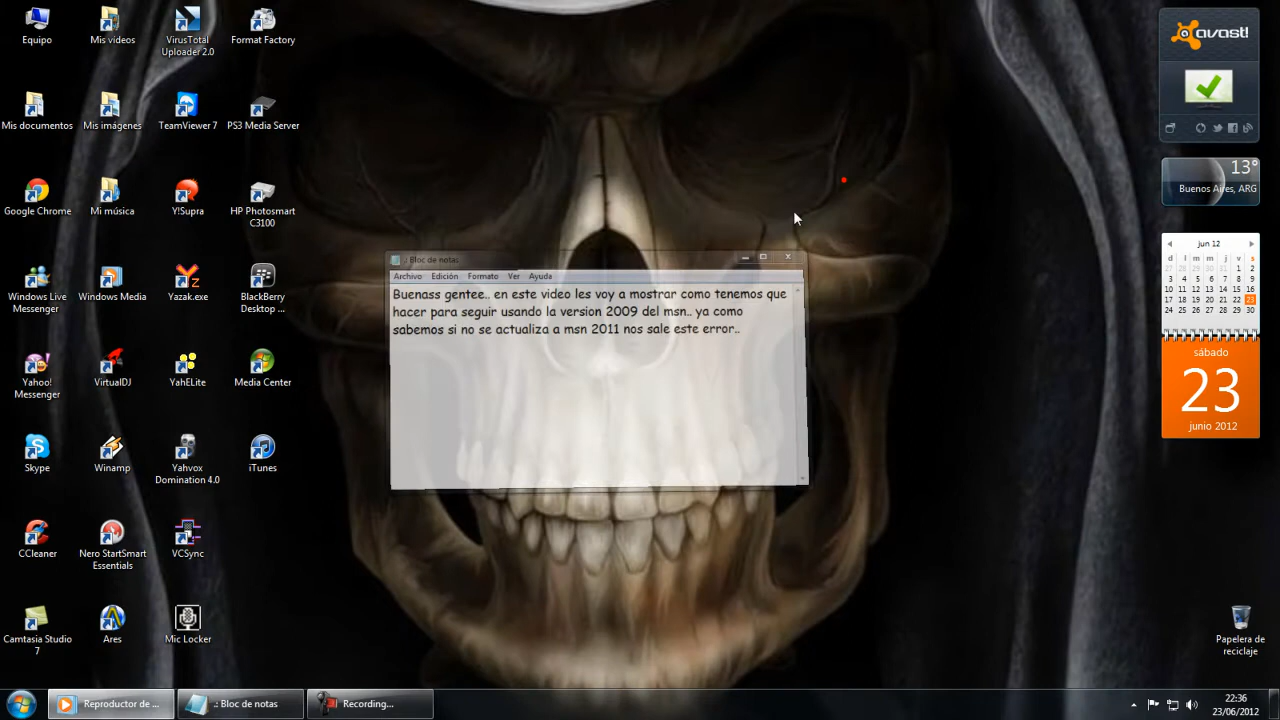 Equipo
Mis vídeos
VirusTotal
Uploader 2.0
Format Factory
Mis documentos
Mis imágenes
TeamViewer 7
PS3 Media Server
Google Chrome
Mi música
Y!Supra
HP Photosmart
C3100
Windows Live
Messenger
Windows Media
Yazak.exe
BlackBerry
Desktop ...
Yahoo!
Messenger
VirtualDJ
YahELite
Media Center
Skype
Winamp
Yahvox
Domination 4.0
iTunes
CCleaner
Nero StartSmart
Essentials
VCSync
Camtasia Studio
7
Ares
Mic Locker
.: Bloc de notas
Archivo Edición Formato Ver Ayuda
Buenass gentee.. en este video les voy a mostrar como tenemos que
hacer para seguir usando la version 2009 del msn.. ya como
sabemos si no se actualiza a msn 2011 nos sale este error..
avast!
13°
Buenos Aires, ARG
jun 12
d l m m j v s
27 28 29 30 31 1 2
3 4 5 6 7 8 9
10 11 12 13 14 15 16
17 18 19 20 21 22 23
24 25 26 27 28 29 30
sábado
23
junio 2012
Papelera de
reciclaje
Reproductor de ...
.: Bloc de notas
Recording...
22:36
23/06/2012